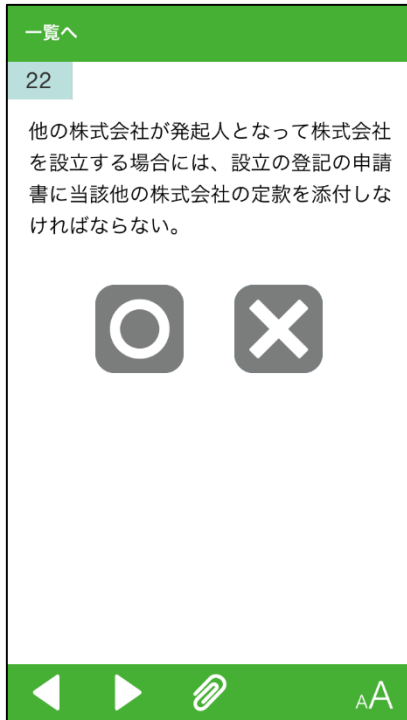 一覧へ
22
他の株式会社が発起人となって株式会社
を設立する場合には、設立の登記の申請
書に当該他の株式会社の定款を添付しな
ければならない。
AA